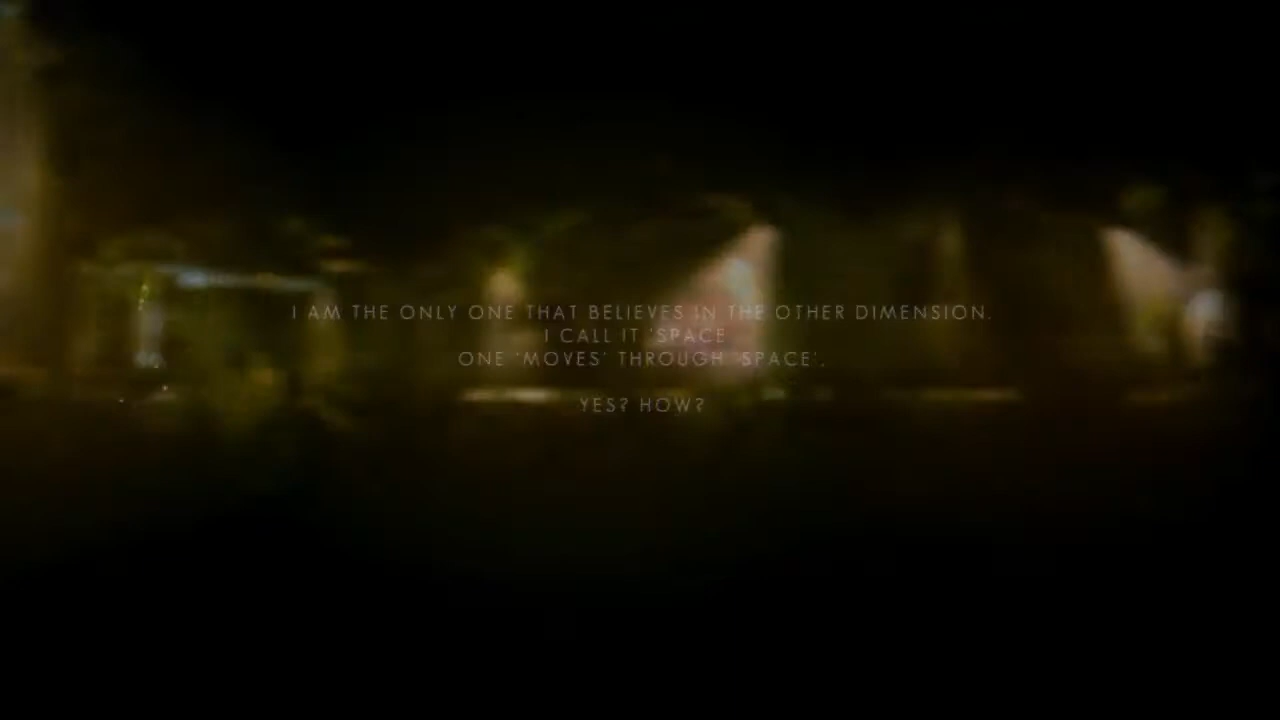 I AM THE ONLY ONE THAT BELIEVES IN THE OTHER DIMENSION.
I CALL IT 'SPACE
ONE 'MOVES' THROUGH 'SPACE'.
YES? HOW?